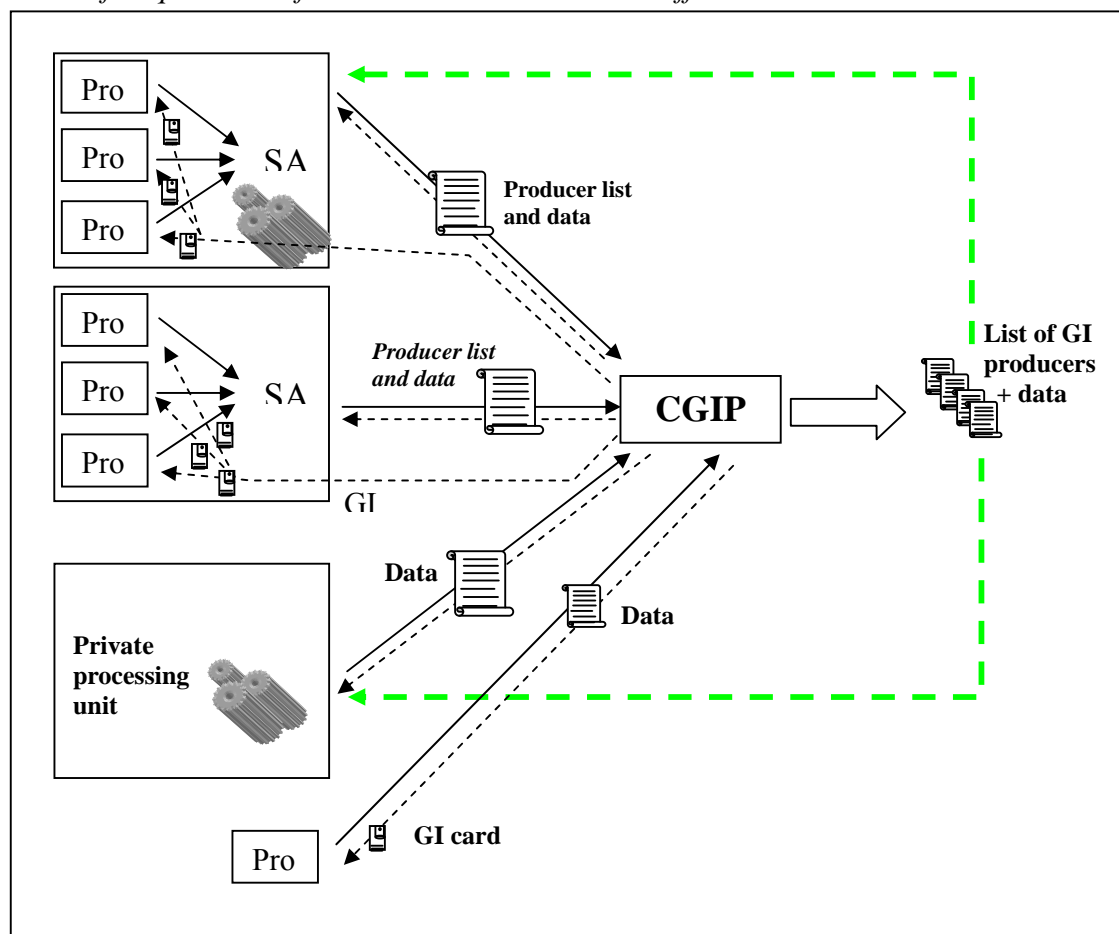 Pro
Pro
SA
Pro
Producer list
and data
Pro
Pro
SA
Pro
Producer list
and data
CGIP
List of GI
producers
+ data
GI
Data
Data
Private
processing
unit
GI card
Pro